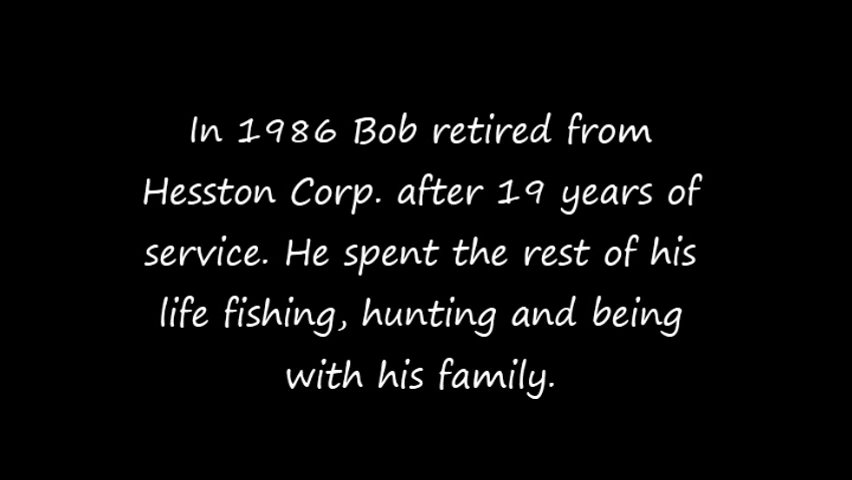 In 1986 Bob retired from
Hesston Corp. after 19 years of
service. He spent the rest of his
life fishing, hunting and being
with his family.